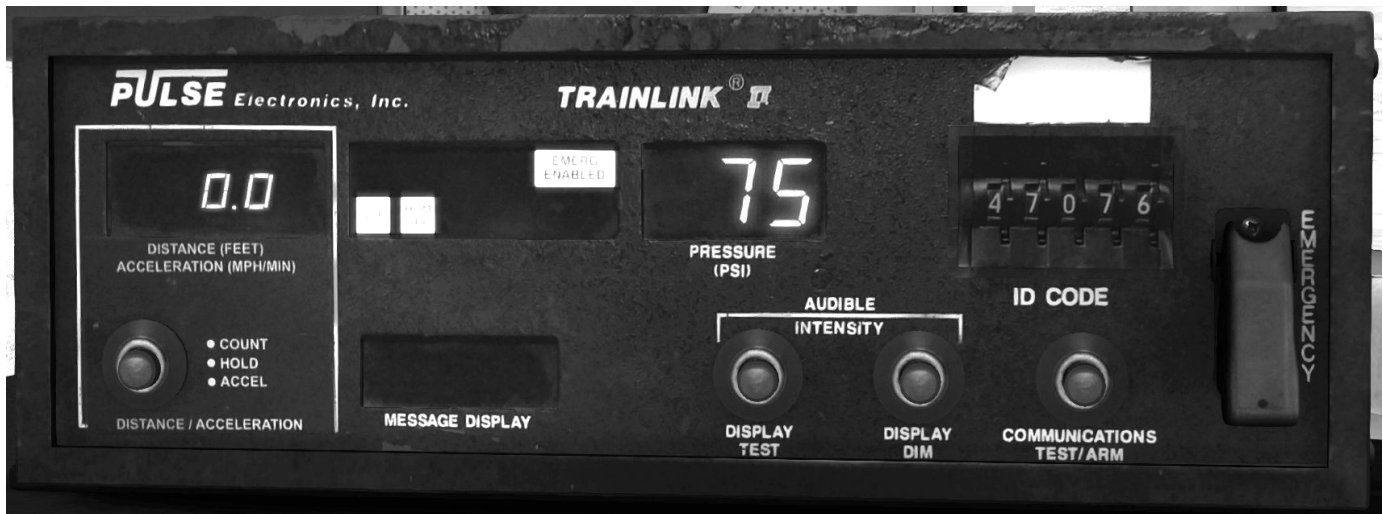 PULSE Electronics, Inc.
TRAINLINK ® II
0.0
EMERG
ENABLED
75
4 7 0 7 6
DISTANCE (FEET)
ACCELERATION (MPH/MIN)
PRESSURE
(PSI)
ID CODE
EMERGENCY
AUDIBLE
INTENSITY
• COUNT
• HOLD
• ACCEL
DISTANCE / ACCELERATION
MESSAGE DISPLAY
DISPLAY
TEST
DISPLAY
DIM
COMMUNICATIONS
TEST/ARM